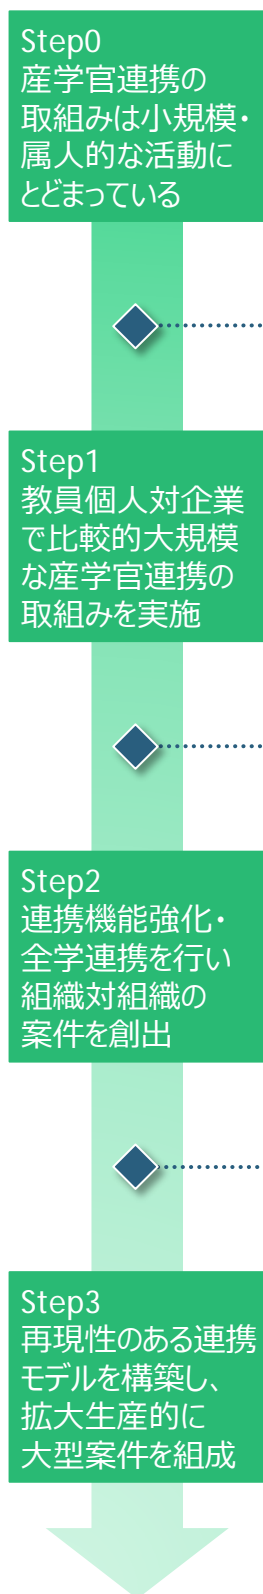 Step0
産学官連携の
取組みは小規模・
属人的な活動に
とどまっている
Step1
教員個人対企業
で比較的大規模
な産学官連携の
取組みを実施
Step2
連携機能強化・
全学連携を行い
組織対組織の
案件を創出
Step3
再現性のある連携
モデルを構築し、
拡大生産的に
大型案件を組成